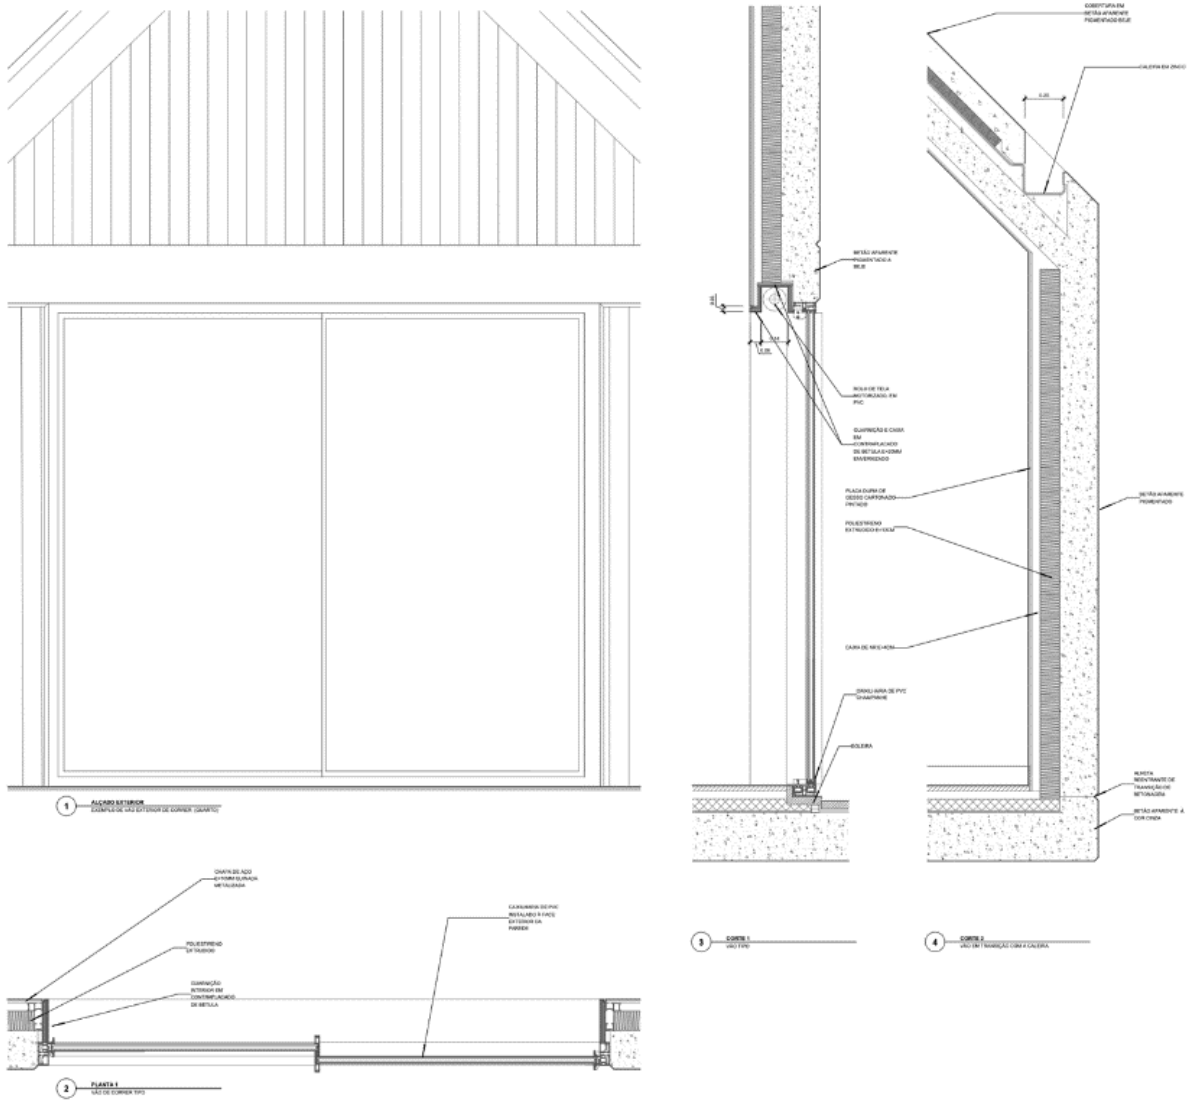 COBERTURA EM
BETÃO APARENTE
PIGMENTADO BEJE
CALEIRA EM ZINCO
0.20
BETÃO APARENTE
PIGMENTADO A
BEJE
ROLO DE TELA
MOTORIZADO EM
PVC
GUARNIÇÃO E CAIXA
EM
CONTRAPLACADO
DE BETULA
ENVERNIZADO
PLACA DUPLA DE
GESSO CARTONADO
PINTADO
POLIESTIRENO
BETÃO APARENTE
PIGMENTADO
CAIXA DE AR
CAIXILHARIA DE PVC
CHAMPANHE
SOLEIRA
REENTRANTE DE
TRANSIÇÃO DE
BETONAGEM
BETÃO APARENTE Á
COR CINZA
1
ALÇADO EXTERIOR
EXEMPLO DE VÃO EXTERIOR DE DORMER (QUARTO)
CHAPA DE AÇO
METALIZADA
CAIXILHARIA DE PVC
EXTERIOR DA
PAREDE
POLIESTIRENO
EXTRUDIDO
GUARNIÇÃO
INTERIOR EM
CONTRAPLACADO
DE BETULA
3
CORTE 1
VÃO TIPO
4
CORTE 2
VÃO EM TRANSIÇÃO COM A CALEIRA
2
PLANTA 1
VÃO DE DORMER TIPO